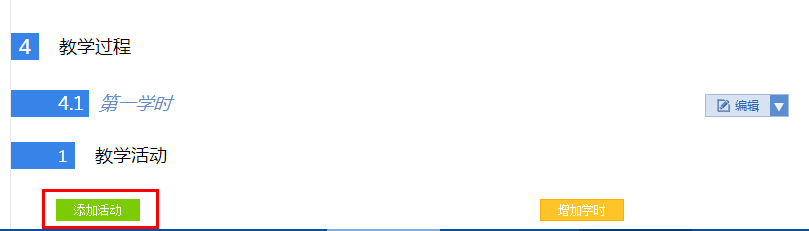 4 教学过程
4.1 第一学时 编辑
1 教学活动
添加活动 增加学时